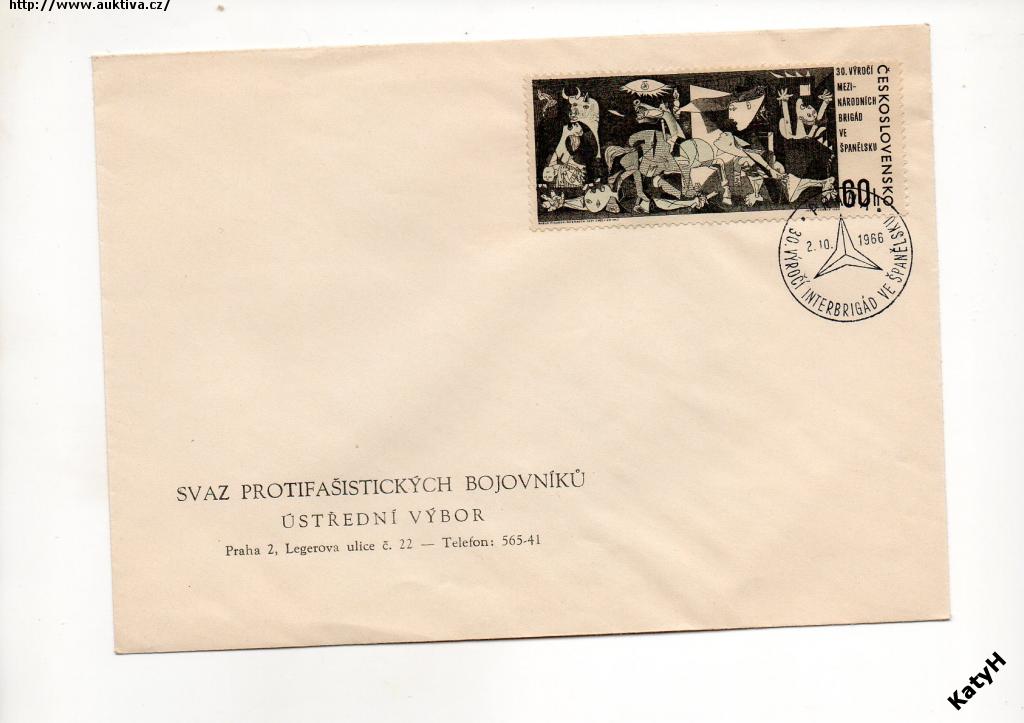 http://www.auktiva.cz/
30. VÝROČÍ
MEZI-
NÁRODNÍCH
BRIGÁD
VE
ŠPANĚLSKU
ČESKOSLOVENSKO
60h
2.10. 1966
30. VÝROČÍ INTERBRIGÁD VE ŠPANĚLSKU
SVAZ PROTIFAŠISTICKÝCH BOJOVNÍKŮ
ÚSTŘEDNÍ VÝBOR
Praha 2, Legerova ulice č. 22 — Telefon: 565-41
KatyH